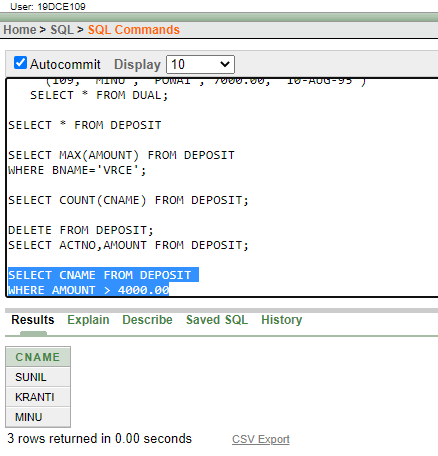 User: 19DCE109
Home > SQL > SQL Commands
Autocommit Display 10
(109, 'MINU', 'POWAI', 7000.00, '10-AUG-95')
SELECT * FROM DUAL;
SELECT * FROM DEPOSIT
SELECT MAX(AMOUNT) FROM DEPOSIT
WHERE BNAME='VRCE';
SELECT COUNT(CNAME) FROM DEPOSIT;
DELETE FROM DEPOSIT;
SELECT ACTNO,AMOUNT FROM DEPOSIT;
SELECT CNAME FROM DEPOSIT
WHERE AMOUNT > 4000.00
Results Explain Describe Saved SQL History
CNAME
SUNIL
KRANTI
MINU
3 rows returned in 0.00 seconds CSV Export